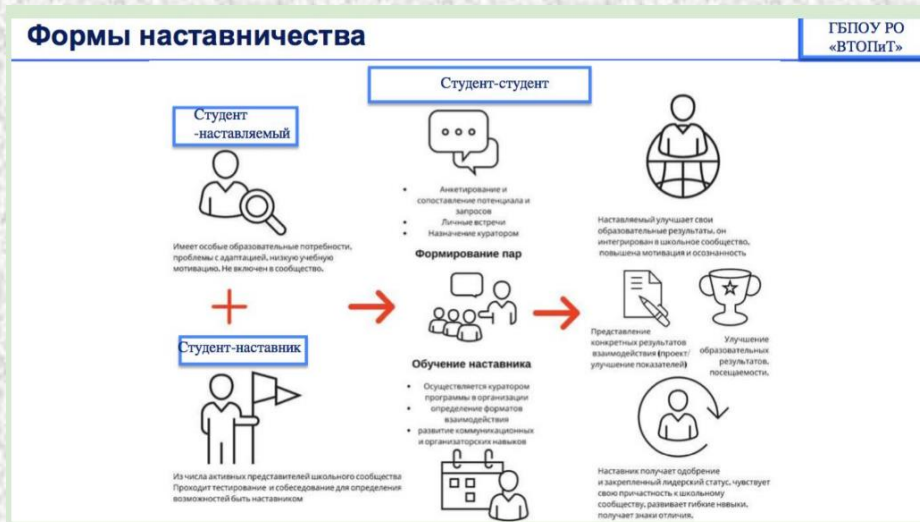 Формы наставничества
ГБПОУ РО
«ВТОПиТ»
Студент-студент
Студент
-наставляемый
Имеет особые образовательные потребности,
проблемы с адаптацией, низкую учебную
мотивацию. Не включен в сообщество.
Студент-наставник
Из числа активных представителей школьного сообщества
Проходит тестирование и собеседование для определения
возможностей быть наставником
• Анкетирование и
сопоставление потенциала и
запросов
• Личные встречи
• Назначение куратором
Формирование пар
Обучение наставника
• Осуществляется куратором
программы в организации
• определение форматов
взаимодействия
• развитие коммуникационных
и организаторских навыков
Наставляемый улучшает свои
образовательные результаты, он
интегрирован в школьное сообщество,
повышена мотивация и осознанность
Представление
конкретных результатов
взаимодействия (проект/
улучшение показателей)
Улучшение
образовательных
результатов,
посещаемости.
Наставник получает одобрение
и закрепленный лидерский статус, чувствует
свою причастность к школьному
сообществу, развивает гибкие навыки,
получает знаки отличия.